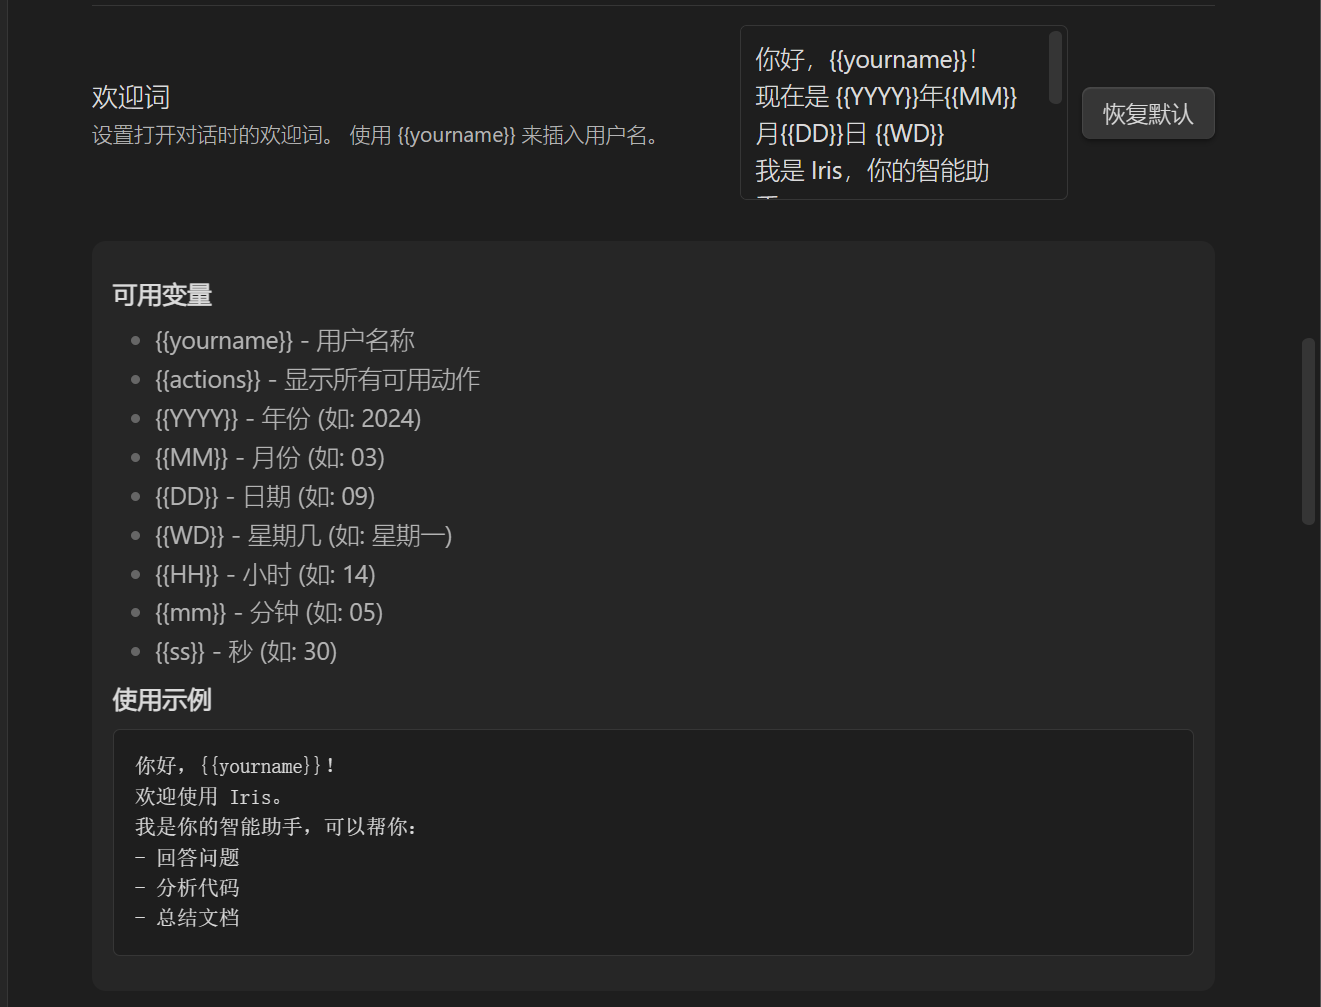 欢迎词
设置打开对话时的欢迎词。 使用 {{yourname}} 来插入用户名。
你好，{{yourname}}！
现在是 {{YYYY}}年{{MM}}
月{{DD}}日 {{WD}}
我是 Iris，你的智能助
恢复默认
可用变量
{{yourname}} - 用户名称
{{actions}} - 显示所有可用动作
{{YYYY}} - 年份 (如: 2024)
{{MM}} - 月份 (如: 03)
{{DD}} - 日期 (如: 09)
{{WD}} - 星期几 (如: 星期一)
{{HH}} - 小时 (如: 14)
{{mm}} - 分钟 (如: 05)
{{ss}} - 秒 (如: 30)
使用示例
你好，{{yourname}}！
欢迎使用 Iris。
我是你的智能助手，可以帮你：
- 回答问题
- 分析代码
- 总结文档